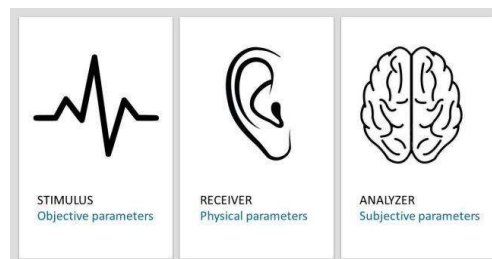 STIMULUS
Objective parameters
RECEIVER
Physical parameters
ANALYZER
Subjective parameters